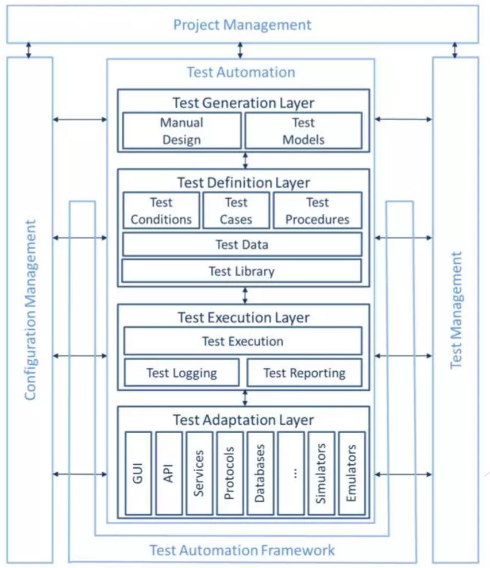 Project Management
Configuration Management
Test Management
Test Automation
Test Generation Layer
Manual
Design
Test
Models
Test Definition Layer
Test
Conditions
Test
Cases
Test
Procedures
Test Data
Test Library
Test Execution Layer
Test Execution
Test Logging
Test Reporting
Test Adaptation Layer
GUI
API
Services
Protocols
Databases
...
Simulators
Emulators
Test Automation Framework